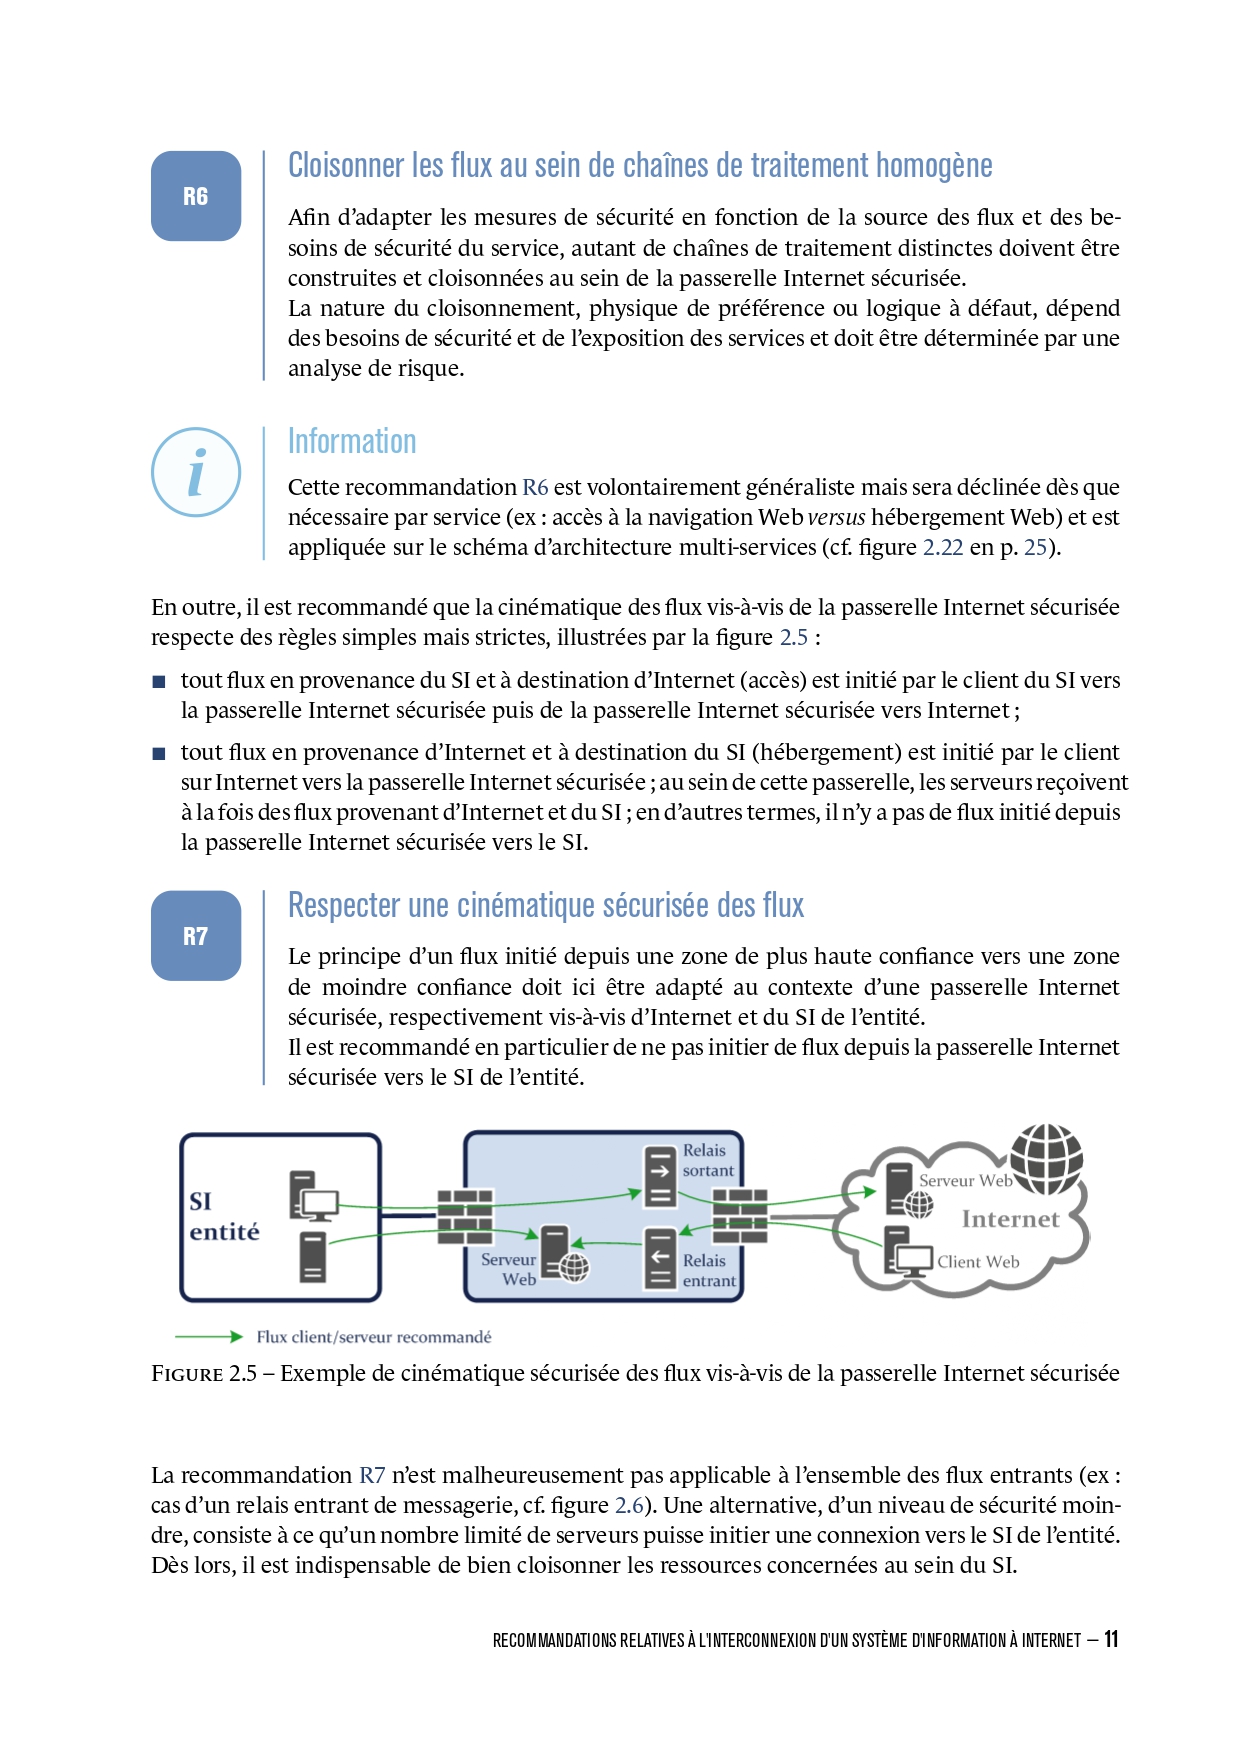 R6
Cloisonner les flux au sein de chaînes de traitement homogène
Afin d'adapter les mesures de sécurité en fonction de la source des flux et des be-
soins de sécurité du service, autant de chaînes de traitement distinctes doivent être
construites et cloisonnées au sein de la passerelle Internet sécurisée.
La nature du cloisonnement, physique de préférence ou logique à défaut, dépend
des besoins de sécurité et de l'exposition des services et doit être déterminée par une
analyse de risque.
i
Information
Cette recommandation R6 est volontairement généraliste mais sera déclinée dès que
nécessaire par service (ex : accès à la navigation Web versus hébergement Web) et est
appliquée sur le schéma d'architecture multi-services (cf. figure 2.22 en p. 25).
En outre, il est recommandé que la cinématique des flux vis-à-vis de la passerelle Internet sécurisée
respecte des règles simples mais strictes, illustrées par la figure 2.5 :
■ tout flux en provenance du SI et à destination d'Internet (accès) est initié par le client du SI vers
la passerelle Internet sécurisée puis de la passerelle Internet sécurisée vers Internet ;
■ tout flux en provenance d'Internet et à destination du SI (hébergement) est initié par le client
sur Internet vers la passerelle Internet sécurisée ; au sein de cette passerelle, les serveurs reçoivent
à la fois des flux provenant d'Internet et du SI ; en d'autres termes, il n'y a pas de flux initié depuis
la passerelle Internet sécurisée vers le SI.
R7
Respecter une cinématique sécurisée des flux
Le principe d'un flux initié depuis une zone de plus haute confiance vers une zone
de moindre confiance doit ici être adapté au contexte d'une passerelle Internet
sécurisée, respectivement vis-à-vis d'Internet et du SI de l'entité.
Il est recommandé en particulier de ne pas initier de flux depuis la passerelle Internet
sécurisée vers le SI de l'entité.
SI
entité
Relais
sortant
Serveur
Web
Relais
entrant
Serveur Web
Internet
Client Web
Flux client/serveur recommandé
FIGURE 2.5 – Exemple de cinématique sécurisée des flux vis-à-vis de la passerelle Internet sécurisée
La recommandation R7 n'est malheureusement pas applicable à l'ensemble des flux entrants (ex :
cas d'un relais entrant de messagerie, cf. figure 2.6). Une alternative, d'un niveau de sécurité moin-
dre, consiste à ce qu'un nombre limité de serveurs puisse initier une connexion vers le SI de l'entité.
Dès lors, il est indispensable de bien cloisonner les ressources concernées au sein du SI.
RECOMMANDATIONS RELATIVES À L'INTERCONNEXION D'UN SYSTÈME D'INFORMATION À INTERNET – 11